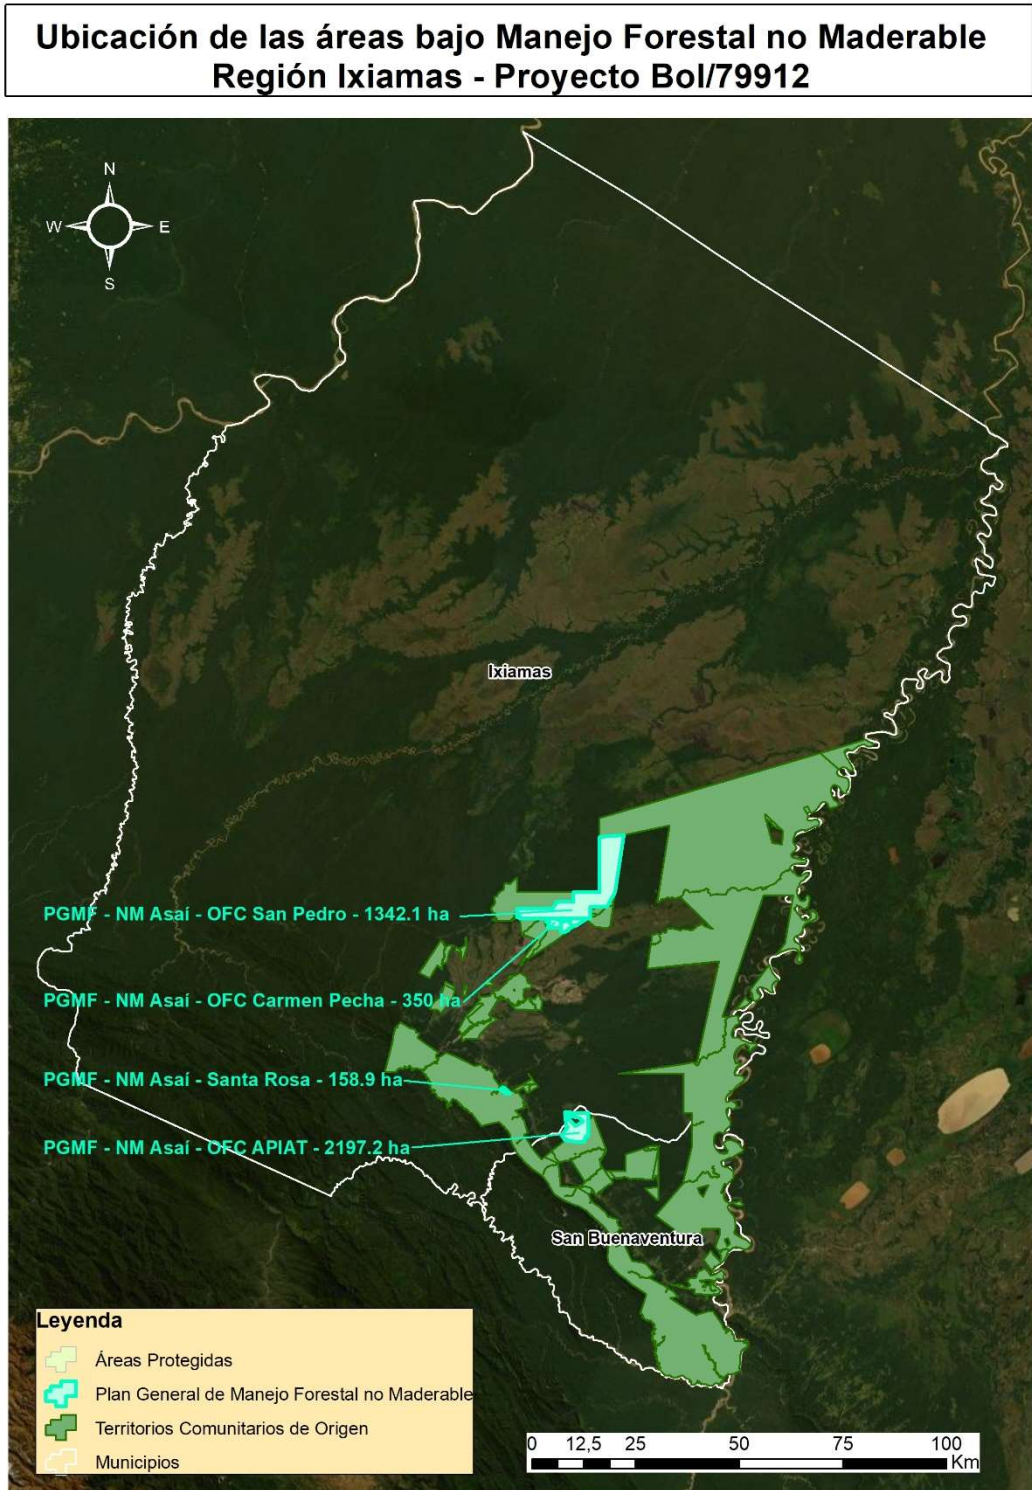 Ubicación de las áreas bajo Manejo Forestal no Maderable
Región Ixiamas - Proyecto Bol/79912
N
W E
S
Ixiamas
PGMF - NM Asaí - OFC San Pedro - 1342.1 ha
PGMF - NM Asaí - OFC Carmen Pecha - 350 ha
PGMF - NM Asaí - Santa Rosa - 158.9 ha
PGMF - NM Asaí - OFC APIAT - 2197.2 ha
San Buenaventura
Leyenda
Áreas Protegidas
Plan General de Manejo Forestal no Maderable
Territorios Comunitarios de Origen
Municipios
0 12,5 25 50 75 100
Km